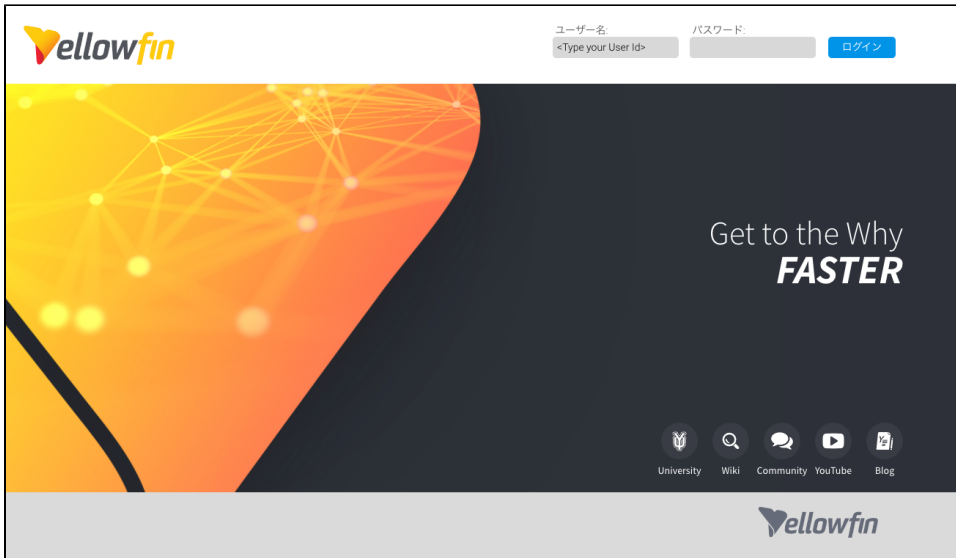 Yellowfin
ユーザー名:
パスワード:
<Type your User Id>
ログイン
Get to the Why
FASTER
University
Wiki
Community
YouTube
Blog
Yellowfin